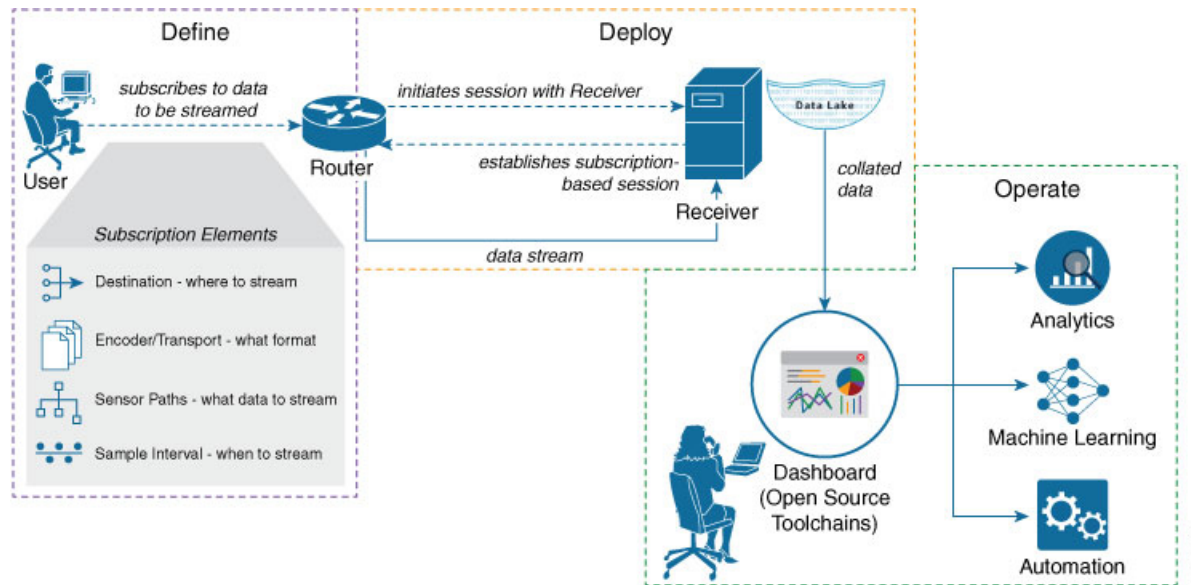 Define
subscribes to data
to be streamed
User
Router
Subscription Elements
Destination - where to stream
Encoder/Transport - what format
Sensor Paths - what data to stream
Sample Interval - when to stream
Deploy
initiates session with Receiver
establishes subscription-
based session
Receiver
data stream
Data Lake
collated
data
Operate
Dashboard
(Open Source
Toolchains)
Analytics
Machine Learning
Automation